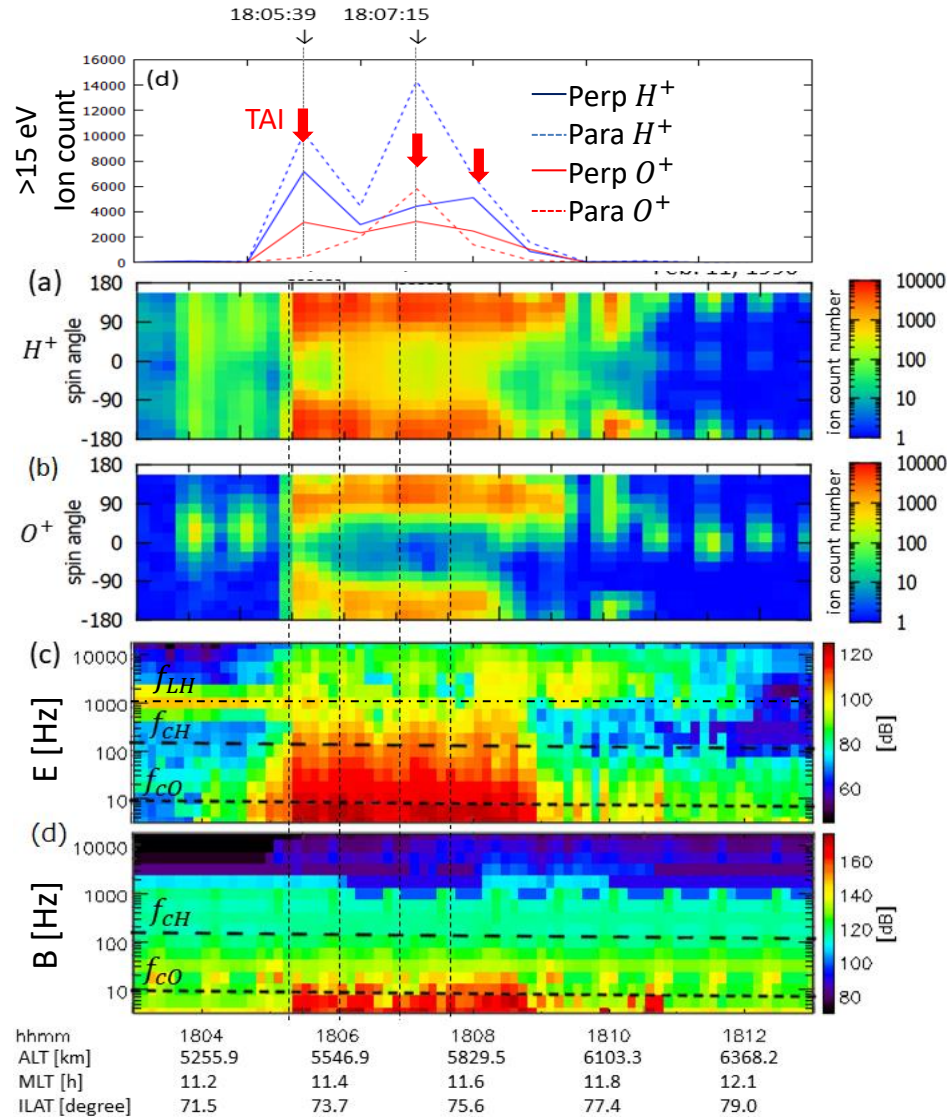 18:05:39 18:07:15
16000
14000
12000
10000
8000
6000
4000
2000
0
>15 eV
Ion count
(d)
TAI
Perp H+
Para H+
Perp O+
Para O+
(a)
H+
spin angle
180
90
0
-90
-180
10000
1000
100
10
1
ion count number
(b)
O+
spin angle
180
90
0
-90
-180
10000
1000
100
10
1
ion count number
(c)
E [Hz]
10000
1000
100
10
fLH
fcH
fcO
120
100
80
60
[dB]
(d)
B [Hz]
10000
1000
100
10
fcH
fcO
160
140
120
100
80
[dB]
hhmm 1804 1806 1808 1810 1812
ALT [km] 5255.9 5546.9 5829.5 6103.3 6368.2
MLT [h] 11.2 11.4 11.6 11.8 12.1
ILAT [degree] 71.5 73.7 75.6 77.4 79.0